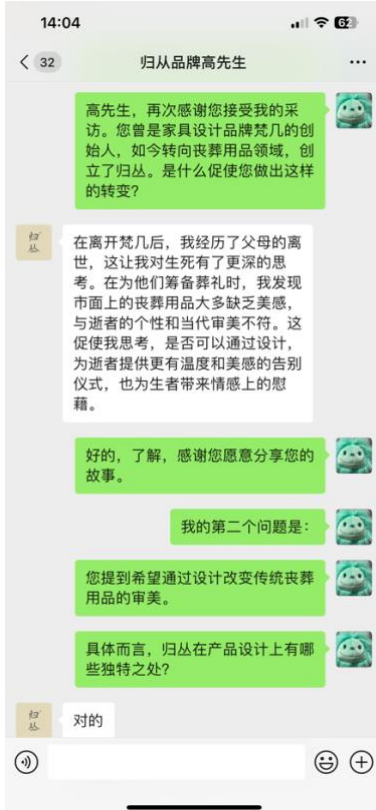 14:04
62
32
归丛品牌高先生
高先生，再次感谢您接受我的采
访。您曾是家具设计品牌梵几的创
始人，如今转向丧葬用品领域，创
立了归丛。是什么促使您做出这样
的转变？
归
丛
在离开梵几后，我经历了父母的离
世，这让我对生死有了更深的思
考。在为他们筹备葬礼时，我发现
市面上的丧葬用品大多缺乏美感，
与逝者的个性和当代审美不符。这
促使我思考，是否可以通过设计，
为逝者提供更有温度和美感的告别
仪式，也为生者带来情感上的慰
藉。
好的，了解，感谢您愿意分享您的
故事。
我的第二个问题是：
您提到希望通过设计改变传统丧葬
用品的审美。
具体而言，归丛在产品设计上有哪
些独特之处？
归
丛
对的